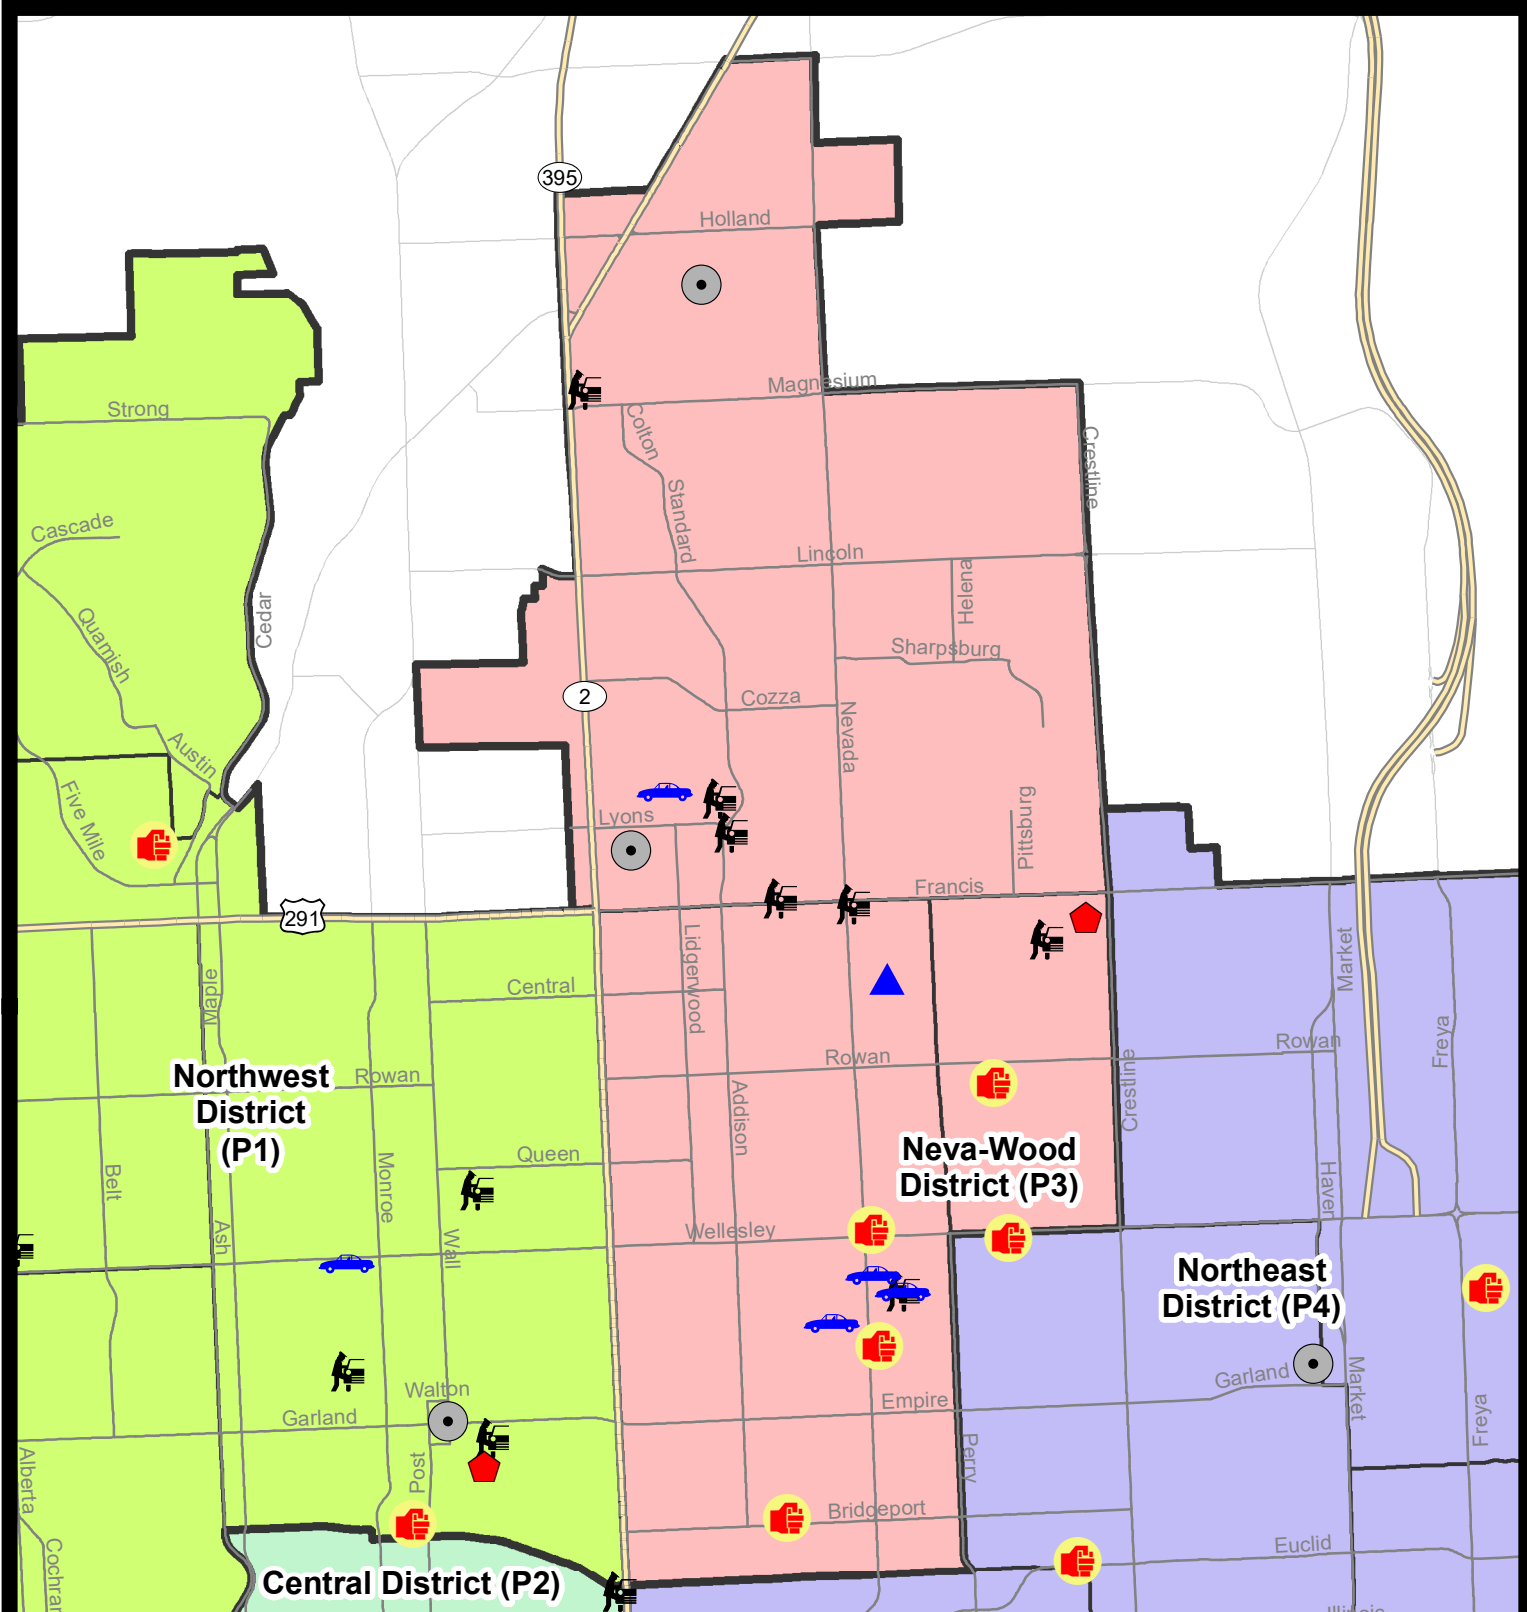 395
Holland
Magnesium
Strong
Colton
Crestline
Standard
Cascade
Lincoln
Helena
Cedar
Quamish
Sharpsburg
2
Cozza
Nevada
Austin
Five Mile
Lyons
Pittsburg
Francis
291
Lidgerwood
Market
Maple
Central
Freya
Rowan
Rowan
Rowan
Northwest
District
(P1)
Addison
Crestline
Neva-Wood
District (P3)
Queen
Belt
Monroe
Haven
Ash
Wall
Wellesley
Northeast
District (P4)
Walton
Garland
Garland
Market
Empire
Freya
Alberta
Post
Perry
Bridgeport
Cochran
Euclid
Central District (P2)